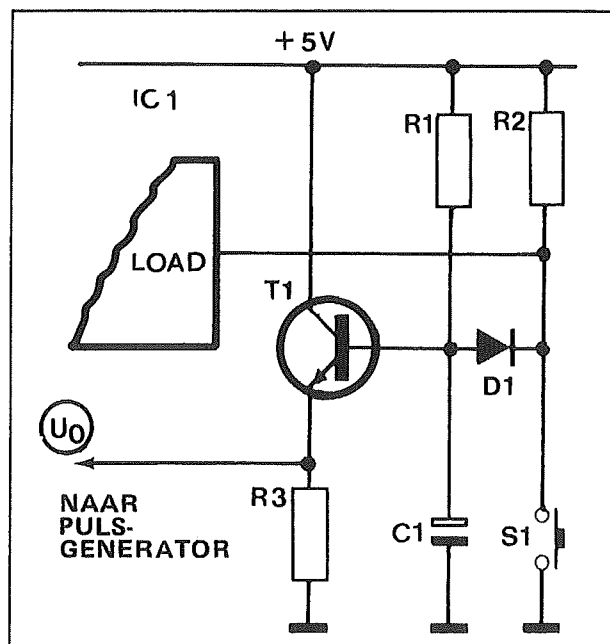 +5V
IC1
R1
R2
LOAD
T1
D1
U0
NAAR
PULS-
GENERATOR
R3
C1
S1